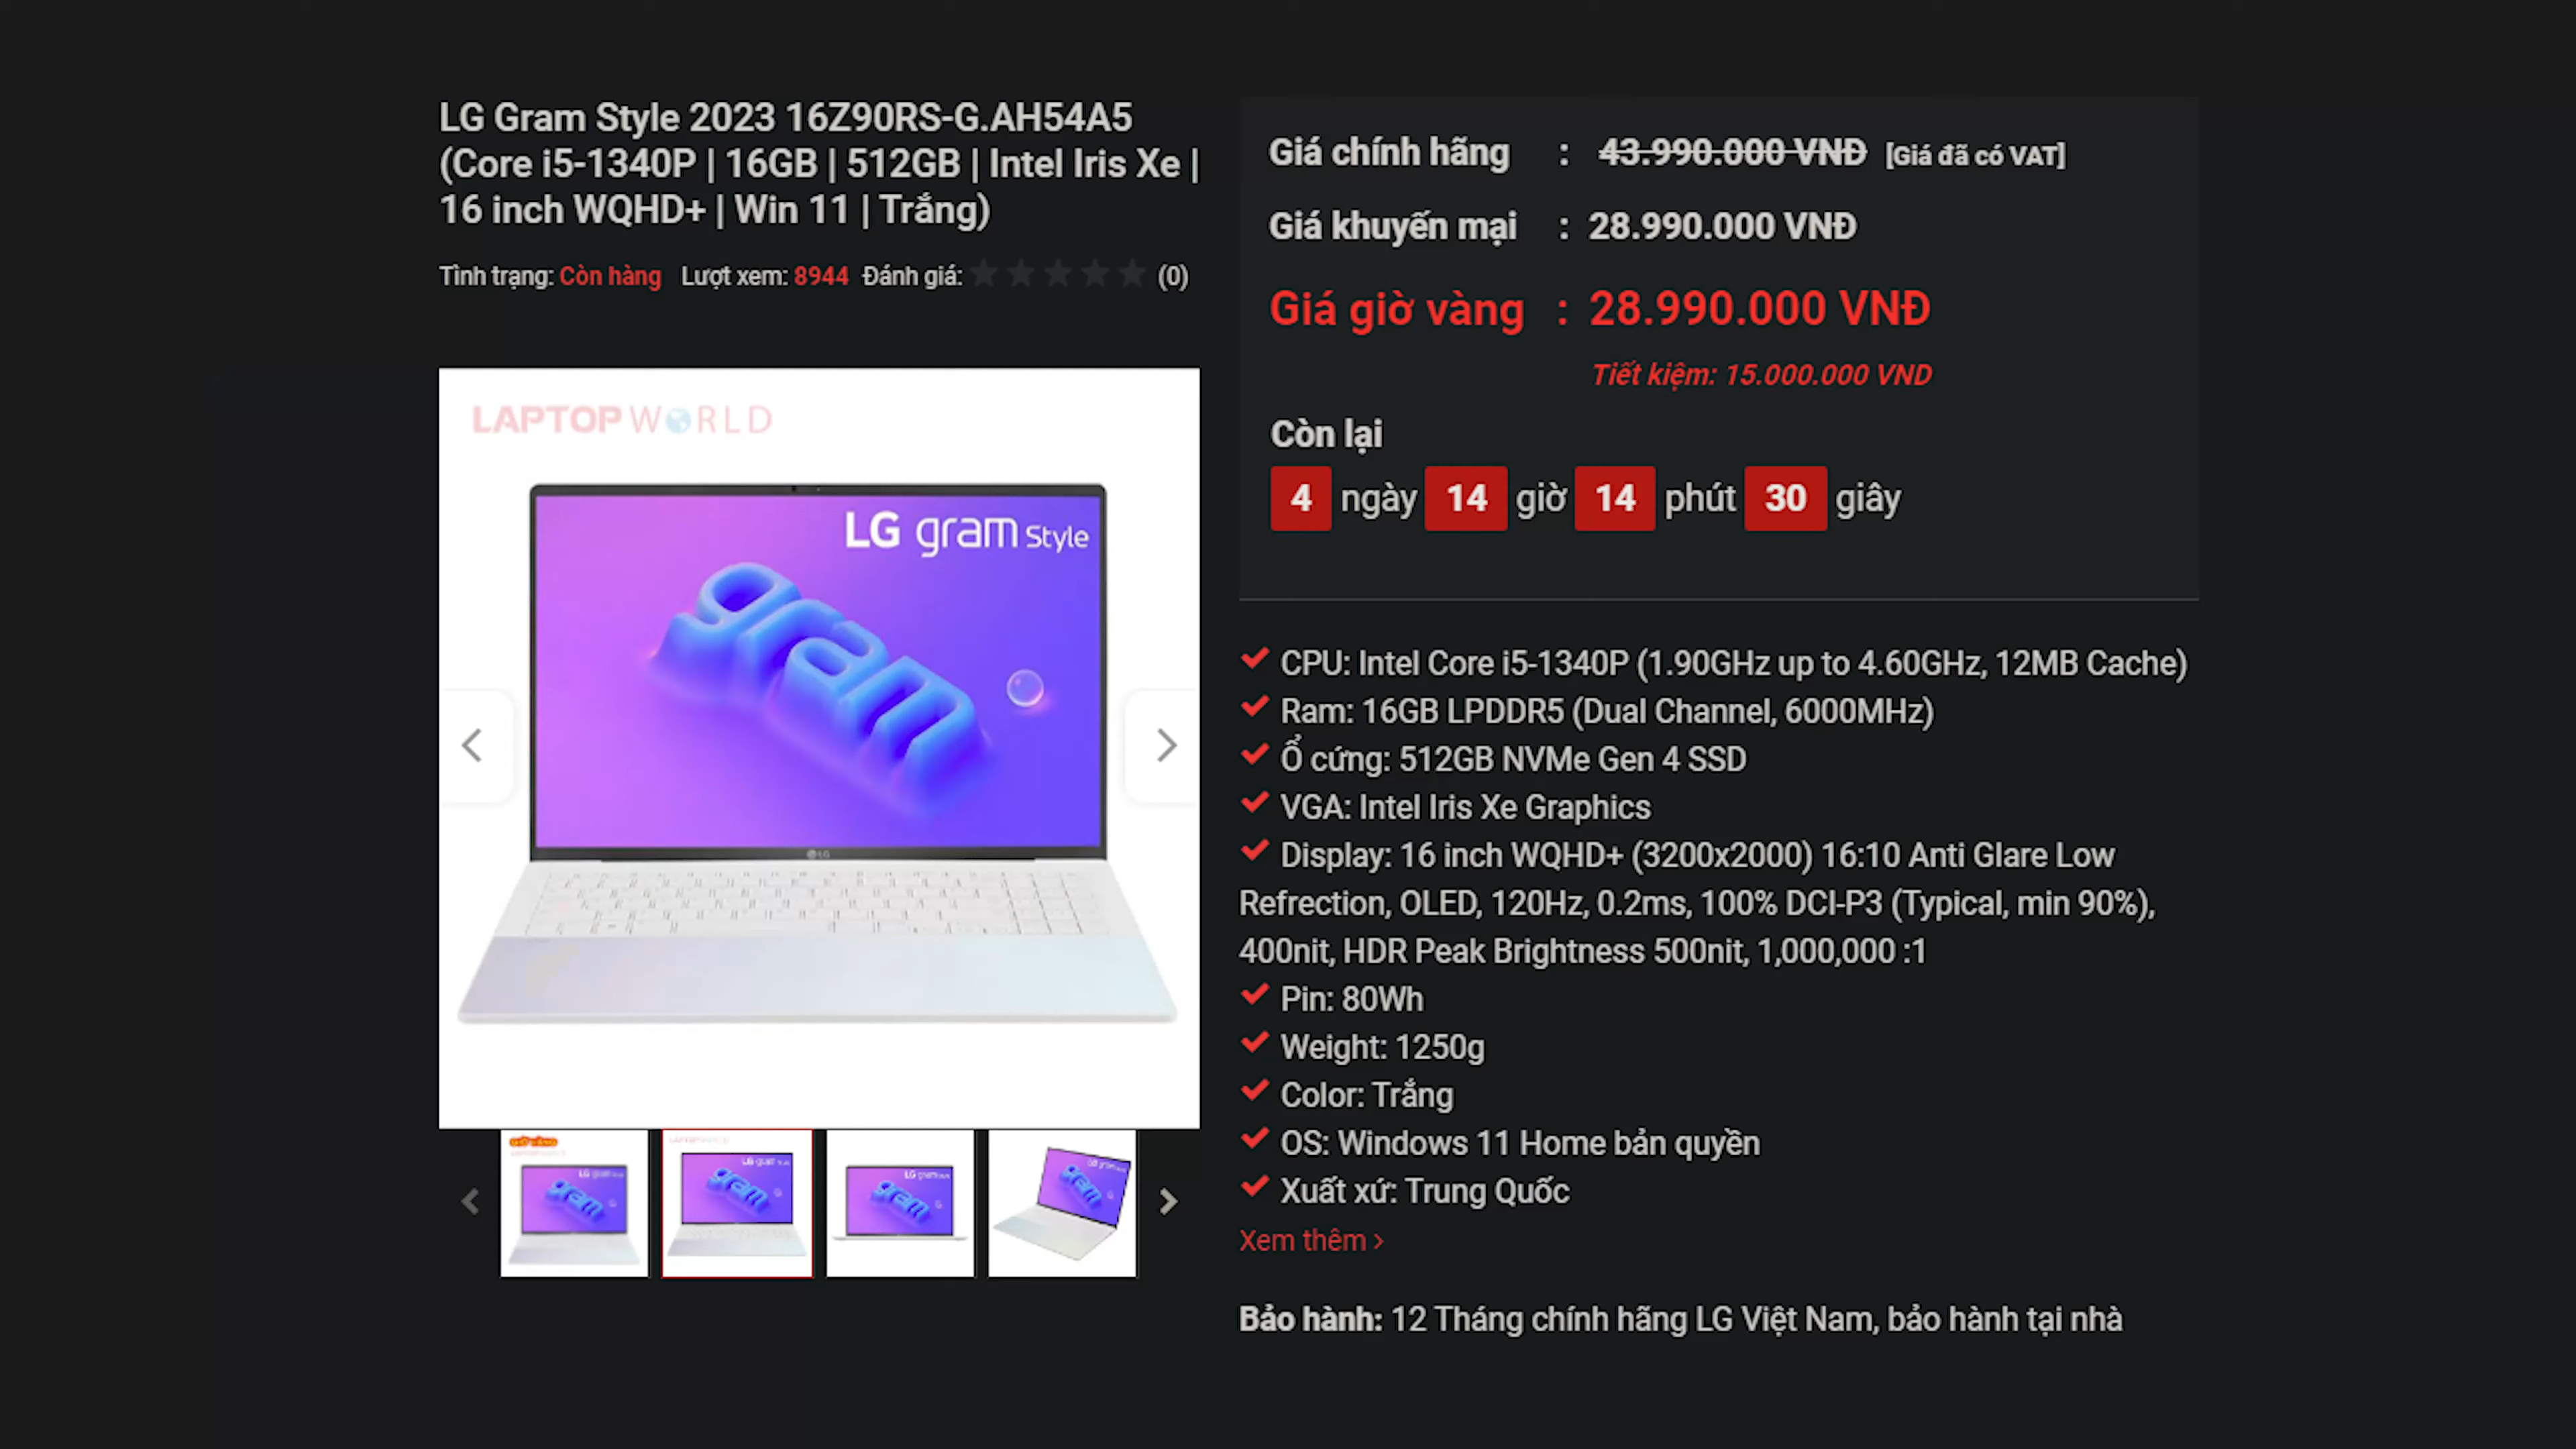 LG Gram Style 2023 16Z90RS-G.AH54A5
(Core i5-1340P | 16GB | 512GB | Intel Iris Xe |
16 inch WQHD+ | Win 11 | Trắng)
Tình trạng: Còn hàng Lượt xem: 8944 Đánh giá: (0)
LAPTOP WORLD
LG gram Style
gram
LG
Giá chính hãng : 43.990.000 VNĐ [Giá đã có VAT]
Giá khuyến mại : 28.990.000 VNĐ
Giá giờ vàng : 28.990.000 VNĐ
Tiết kiệm: 15.000.000 VND
Còn lại
4 ngày 14 giờ 14 phút 30 giây
CPU: Intel Core i5-1340P (1.90GHz up to 4.60GHz, 12MB Cache)
Ram: 16GB LPDDR5 (Dual Channel, 6000MHz)
Ổ cứng: 512GB NVMe Gen 4 SSD
VGA: Intel Iris Xe Graphics
Display: 16 inch WQHD+ (3200x2000) 16:10 Anti Glare Low
Refrection, OLED, 120Hz, 0.2ms, 100% DCI-P3 (Typical, min 90%),
400nit, HDR Peak Brightness 500nit, 1,000,000 :1
Pin: 80Wh
Weight: 1250g
Color: Trắng
OS: Windows 11 Home bản quyền
Xuất xứ: Trung Quốc
Xem thêm ›
Bảo hành: 12 Tháng chính hãng LG Việt Nam, bảo hành tại nhà